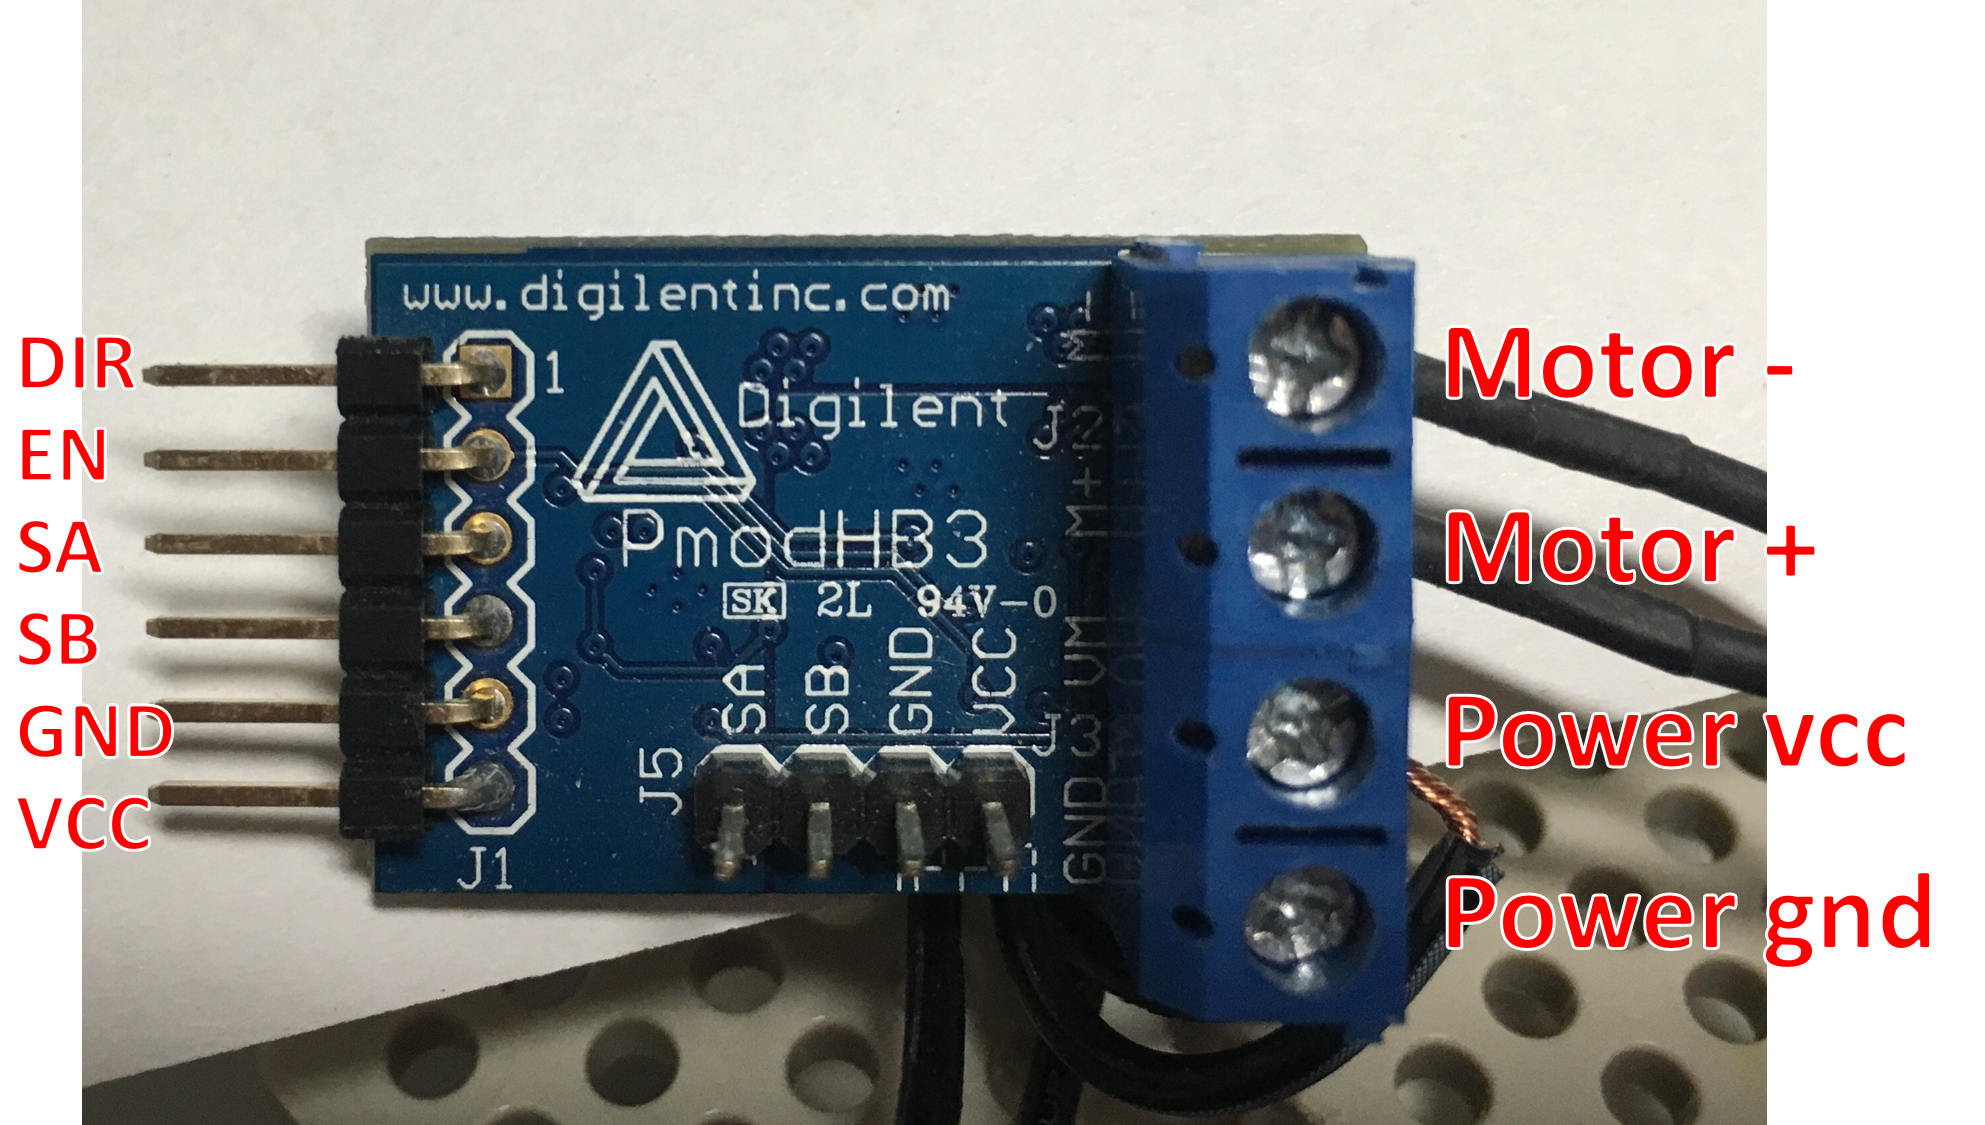 www.digilentinc.com
DIR
1
Motor -
M-
Digilent
J2
EN
M+
Motor +
SA
PmodHB3
SK 2L 94V-0
SB
SA
SB
GND
VCC
VM
GND
J5
J3
Power vcc
GND
VCC
J1
Power gnd